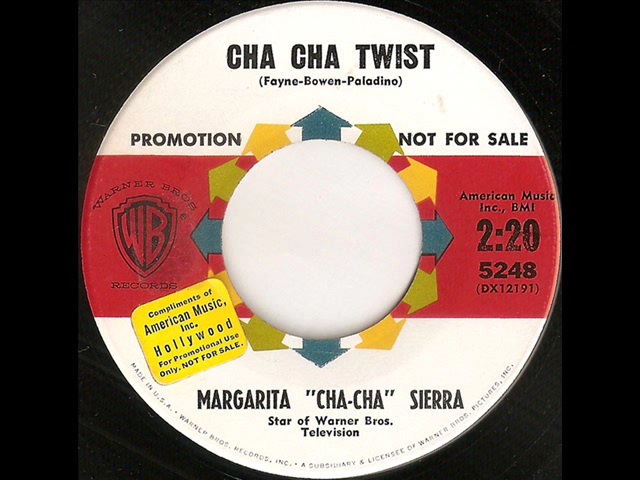 CHA CHA TWIST
(Fayne-Bowen-Paladino)
PROMOTION
NOT FOR SALE
WARNER BROS
WB
RECORDS
American Music
Inc., BMI
2:20
5248
(DX12191)
Compliments of
American Music,
Inc.
Hollywood
For Promotional Use
Only. NOT FOR SALE.
MARGARITA "CHA-CHA" SIERRA
Star of Warner Bros.
Television
MADE IN U.S.A. • WARNER BROS. RECORDS, INC. • A SUBSIDIARY & LICENSEE OF WARNER BROS. PICTURES, INC.